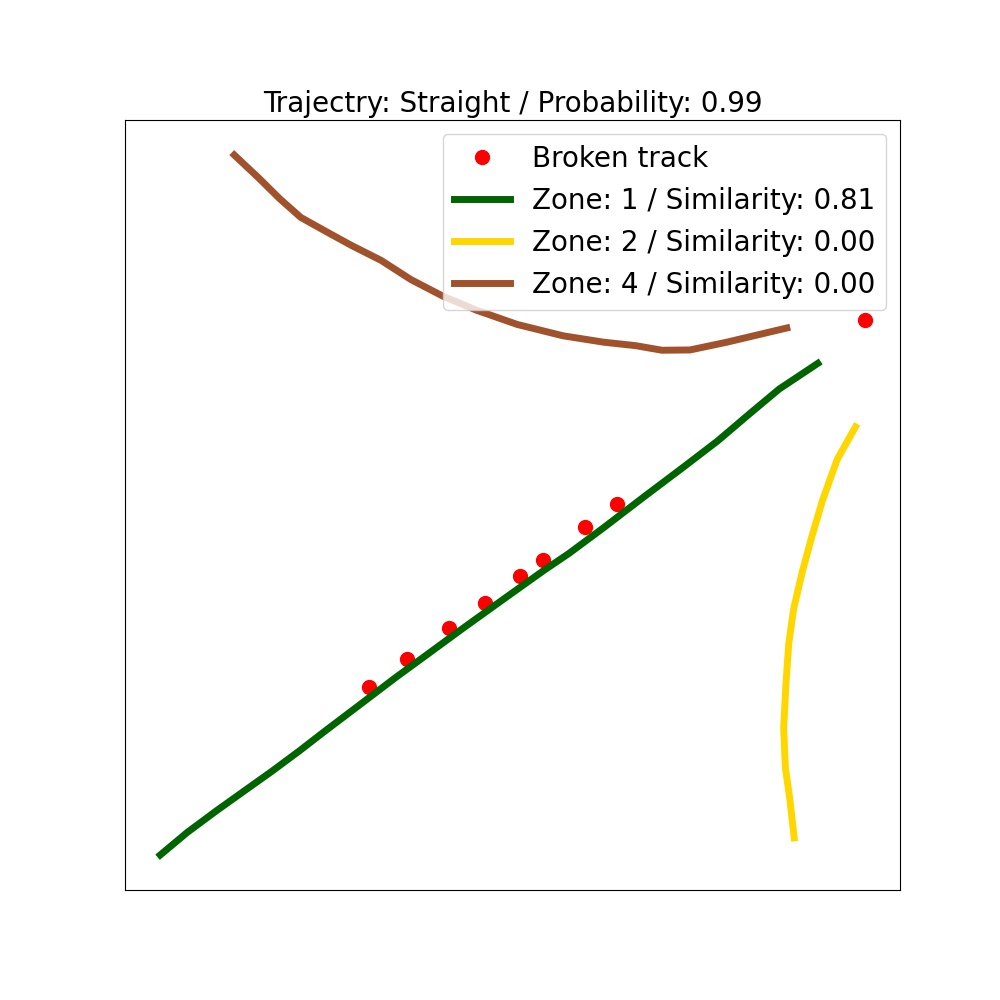 Trajectry: Straight / Probability: 0.99
Broken track
Zone: 1 / Similarity: 0.81
Zone: 2 / Similarity: 0.00
Zone: 4 / Similarity: 0.00